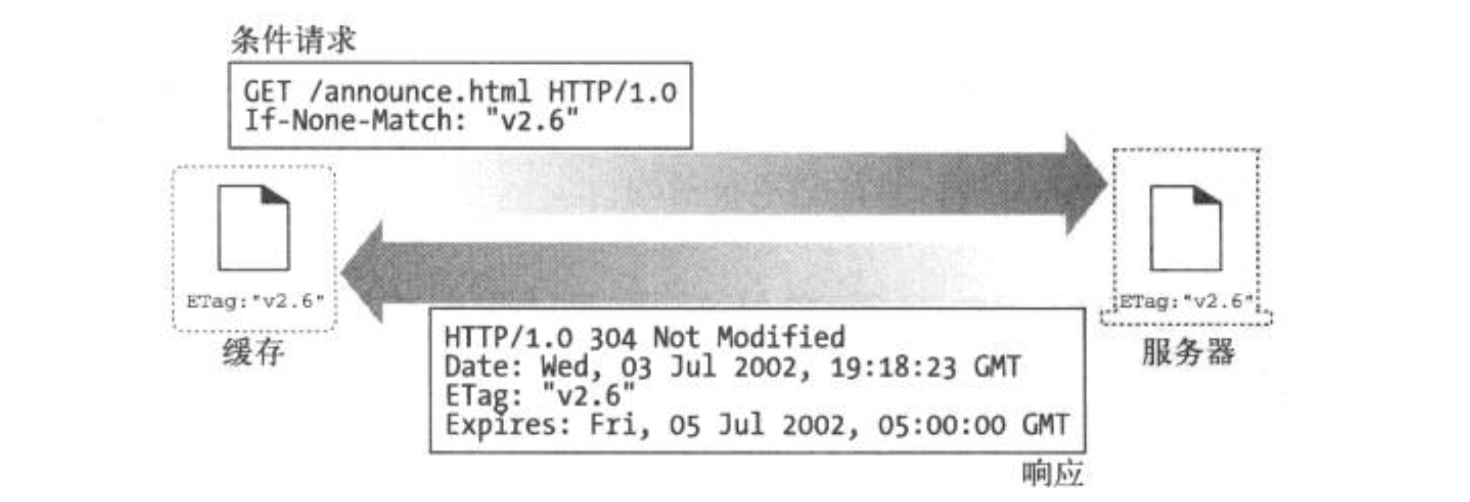 条件请求
GET /announce.html HTTP/1.0
If-None-Match: "v2.6"
ETag:"v2.6"
缓存
ETag:"v2.6"
服务器
HTTP/1.0 304 Not Modified
Date: Wed, 03 Jul 2002, 19:18:23 GMT
ETag: "v2.6"
Expires: Fri, 05 Jul 2002, 05:00:00 GMT
响应